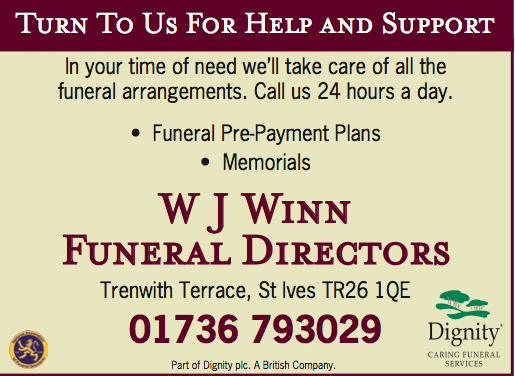 Turn To Us For Help and Support
In your time of need we'll take care of all the
funeral arrangements. Call us 24 hours a day.
• Funeral Pre-Payment Plans
• Memorials
W J Winn
Funeral Directors
Trenwith Terrace, St Ives TR26 1QE
01736 793029
Part of Dignity plc. A British Company.
Dignity®
CARING FUNERAL
SERVICES